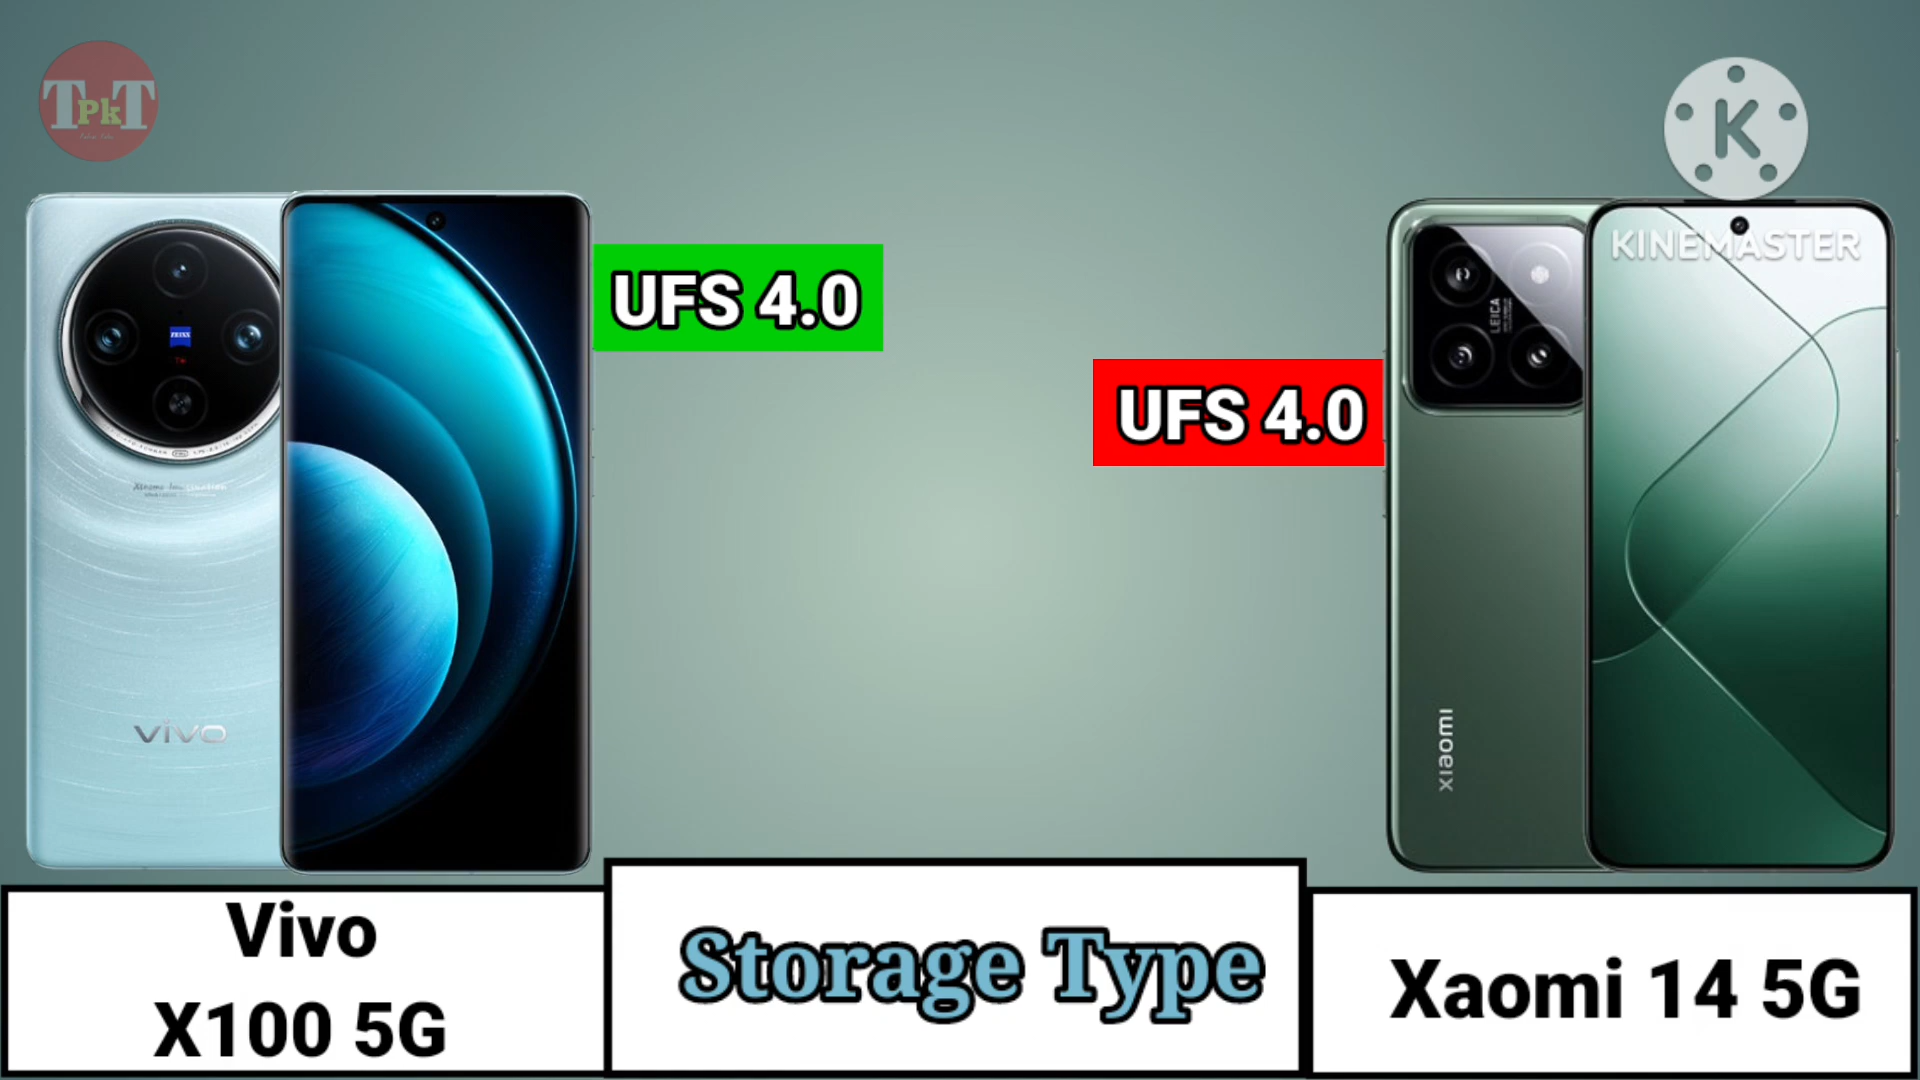 TPkT
K
KINEMASTER
UFS 4.0
UFS 4.0
ZEISS
LEICA
vivo
xiaomi
Vivo
X100 5G
Storage Type
Xaomi 14 5G